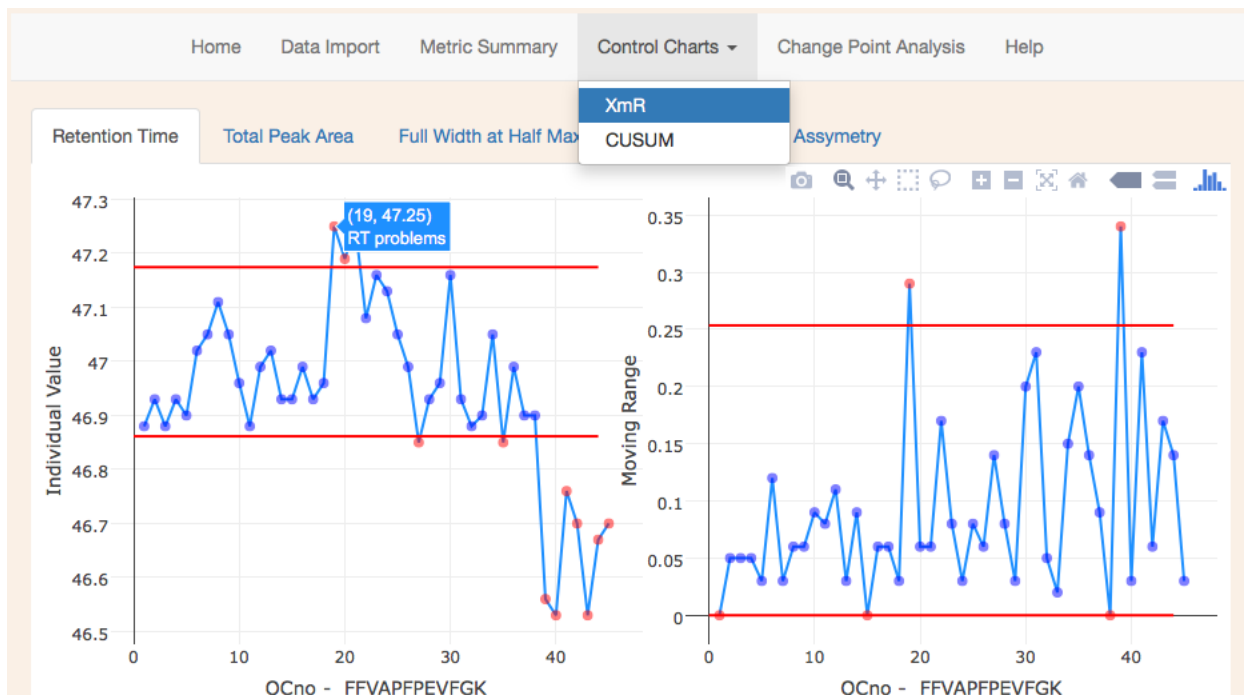 Home Data Import Metric Summary Control Charts Change Point Analysis Help
XmR
CUSUM
Retention Time Total Peak Area Full Width at Half Max Assymetry
(19, 47.25)
RT problems
47.3
47.2
47.1
47
46.9
46.8
46.7
46.6
46.5
Individual Value
0 10 20 30 40
QCno - FFVAPFPEVFGK
0.35
0.3
0.25
0.2
0.15
0.1
0.05
0
Moving Range
0 10 20 30 40
QCno - FFVAPFPEVFGK